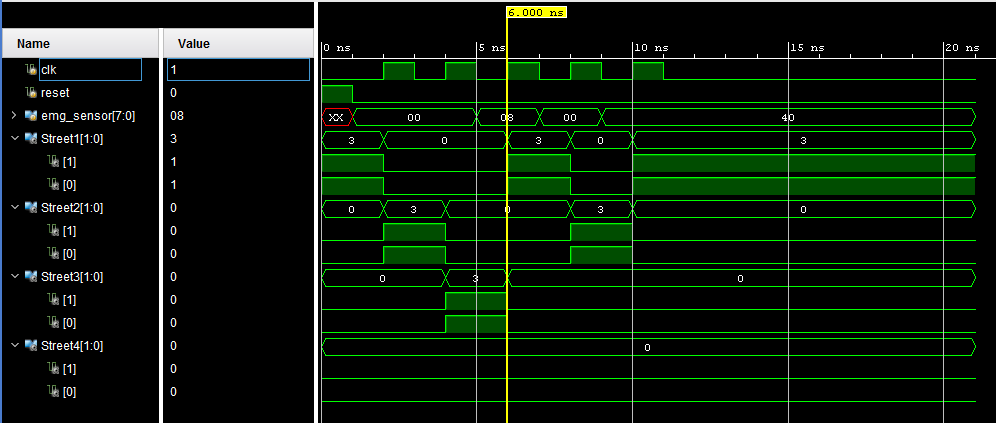 6.000 ns
Name Value
0 ns 5 ns 10 ns 15 ns 20 ns
clk 1
reset 0
emg_sensor[7:0] 08 XX 00 08 00 40
Street1[1:0] 3 3 0 3 0 3
[1] 1
[0] 1
Street2[1:0] 0 0 3 0 3 0
[1] 0
[0] 0
Street3[1:0] 0 0 3 0
[1] 0
[0] 0
Street4[1:0] 0 0
[1] 0
[0] 0